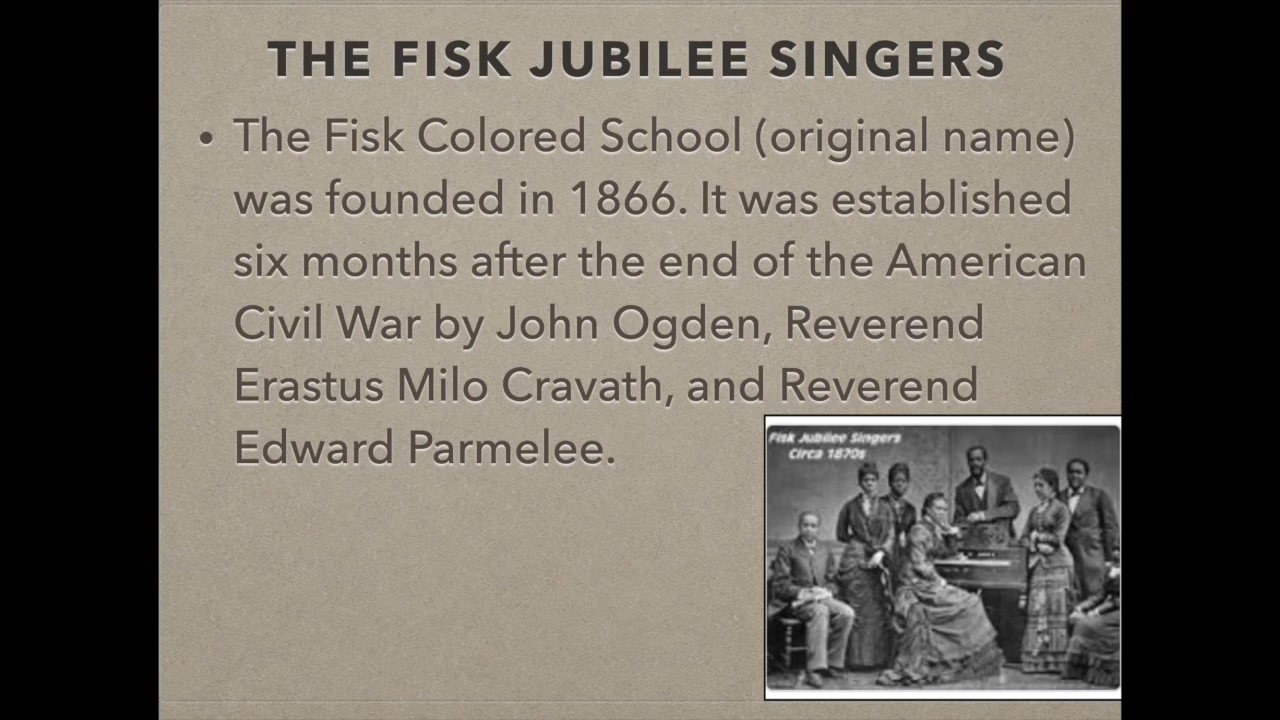 THE FISK JUBILEE SINGERS
• The Fisk Colored School (original name)
was founded in 1866. It was established
six months after the end of the American
Civil War by John Ogden, Reverend
Erastus Milo Cravath, and Reverend
Edward Parmelee.
Fisk Jubilee Singers
Circa 1870s